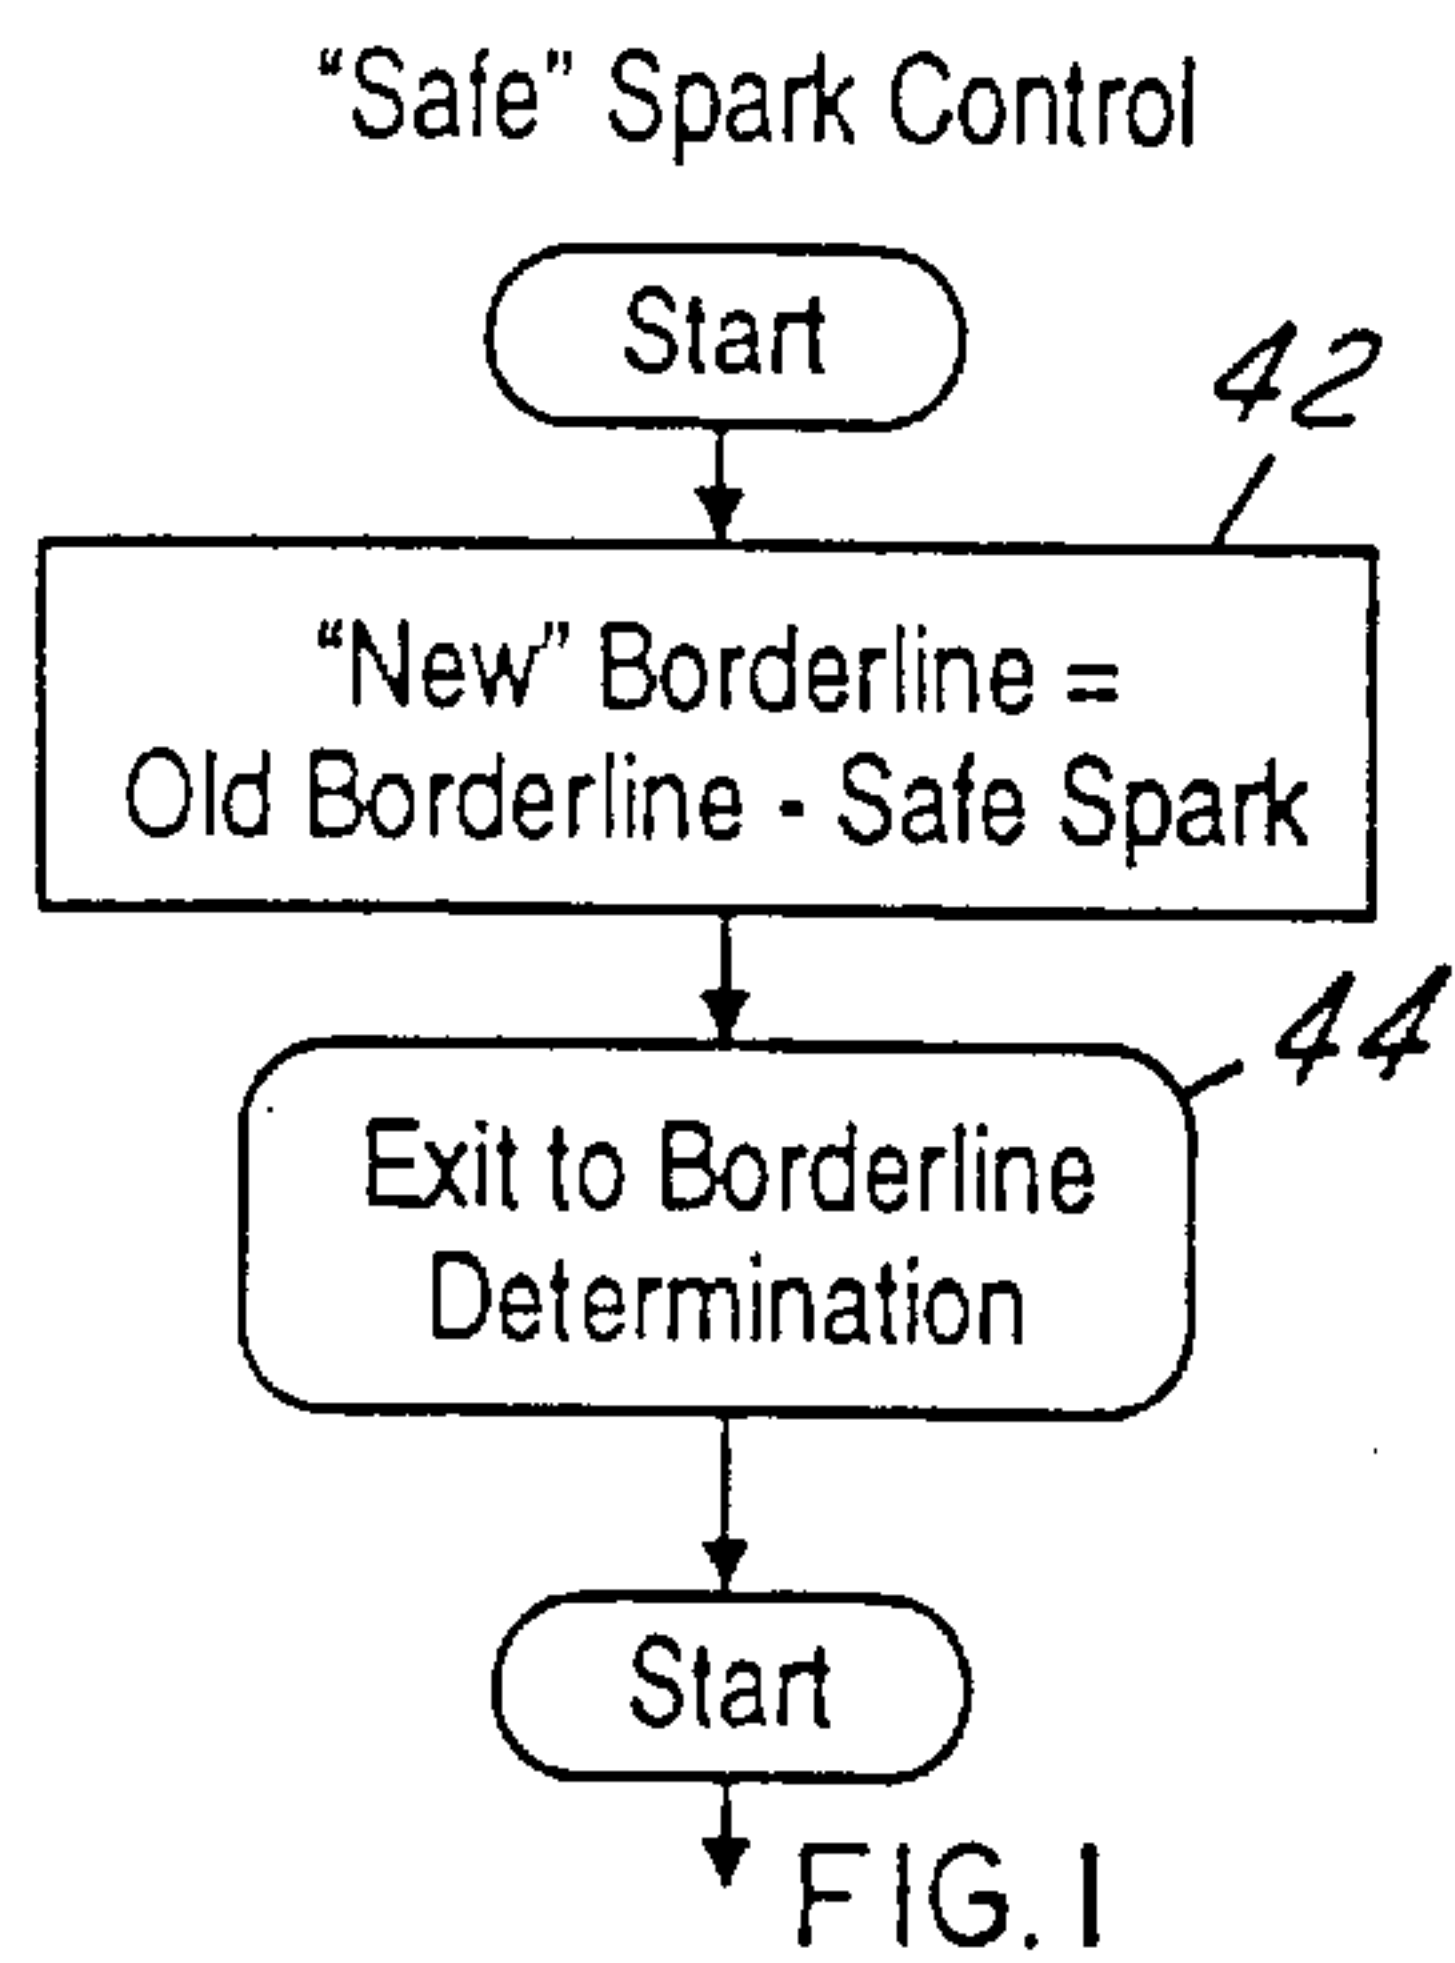 “Safe” Spark Control
Start
42
“New” Borderline =
Old Borderline - Safe Spark
44
Exit to Borderline
Determination
Start
FIG. 1